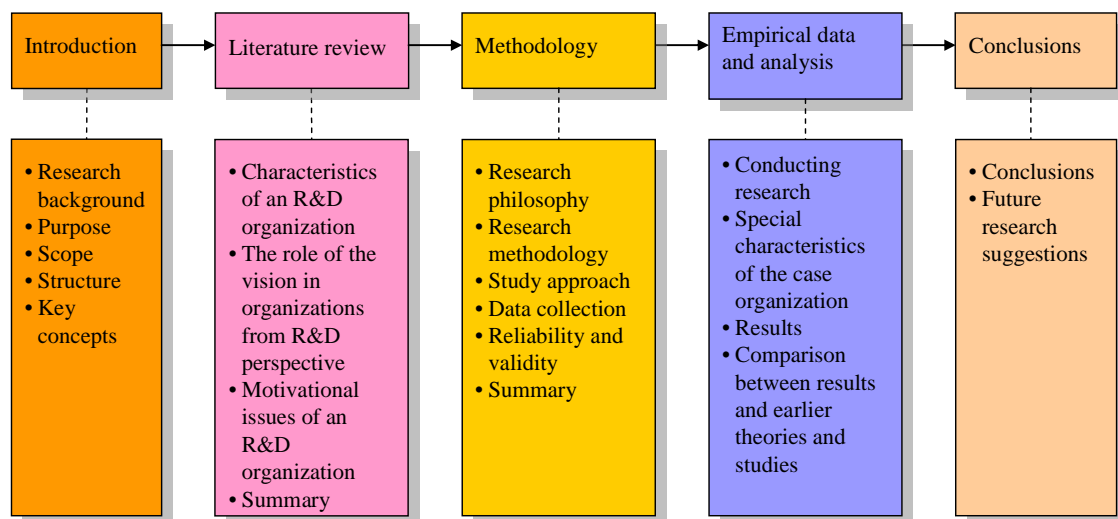 Introduction
Literature review
Methodology
Empirical data
and analysis
Conclusions
• Research
background
• Purpose
• Scope
• Structure
• Key
concepts
• Characteristics
of an R&D
organization
• The role of the
vision in
organizations
from R&D
perspective
• Motivational
issues of an
R&D
organization
• Summary
• Research
philosophy
• Research
methodology
• Study approach
• Data collection
• Reliability and
validity
• Summary
• Conducting
research
• Special
characteristics
of the case
organization
• Results
• Comparison
between results
and earlier
theories and
studies
• Conclusions
• Future
research
suggestions